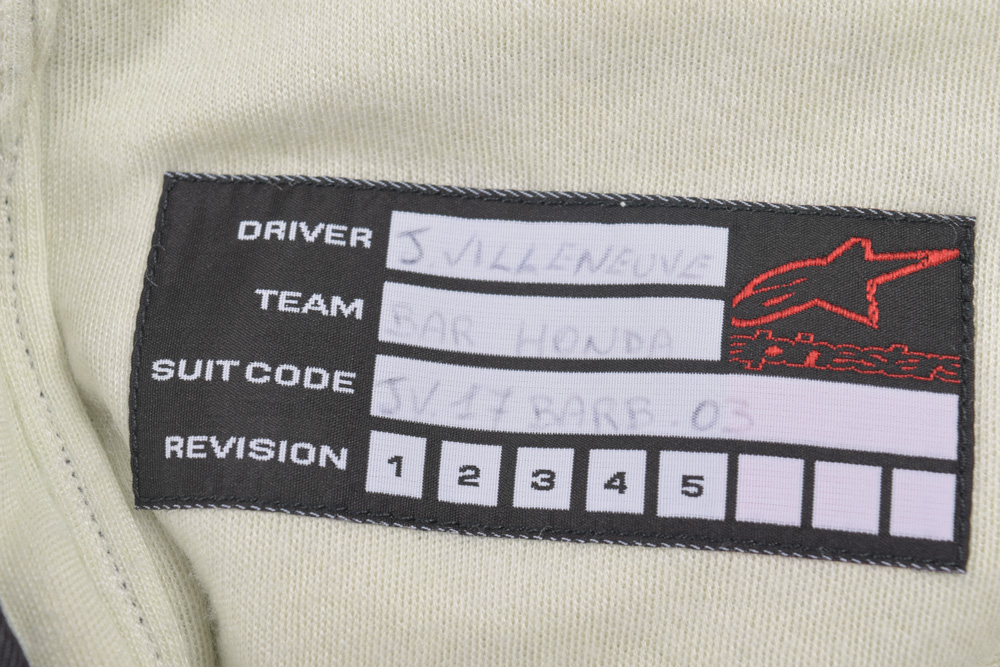 DRIVER J VILLENEUVE
TEAM BAR HONDA
alpinestars
SUIT CODE JV 17 BARB. 03
REVISION 1 2 3 4 5